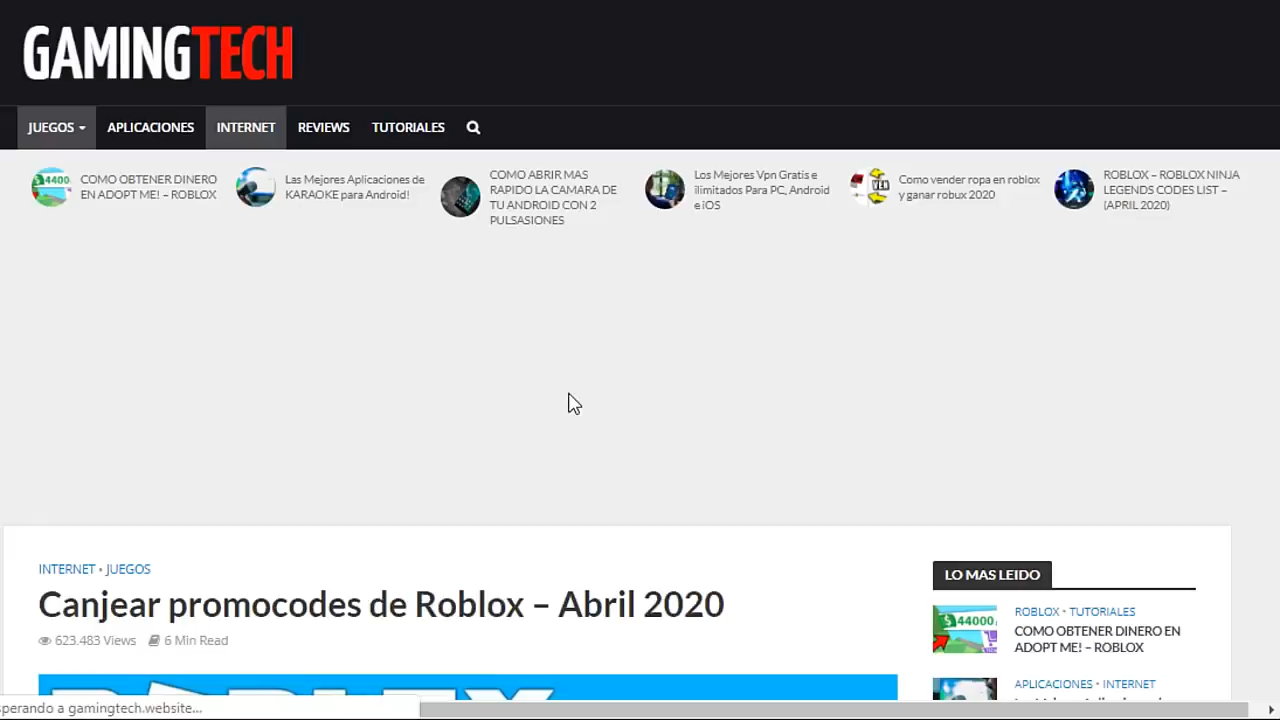 GAMINGTECH
JUEGOS APLICACIONES INTERNET REVIEWS TUTORIALES
4400
COMO OBTENER DINERO
EN ADOPT ME! – ROBLOX
Las Mejores Aplicaciones de
KARAOKE para Android!
COMO ABRIR MAS
RAPIDO LA CAMARA DE
TU ANDROID CON 2
PULSASIONES
Los Mejores Vpn Gratis e
ilimitados Para PC, Android
e iOS
VEN
Como vender ropa en roblox
y ganar robux 2020
ROBLOX – ROBLOX NINJA
LEGENDS CODES LIST –
(APRIL 2020)
INTERNET • JUEGOS
Canjear promocodes de Roblox – Abril 2020
623.483 Views 6 Min Read
LO MAS LEIDO
$44000
ROBLOX • TUTORIALES
COMO OBTENER DINERO EN
ADOPT ME! – ROBLOX
APLICACIONES • INTERNET
sperando a gamingtech.website...